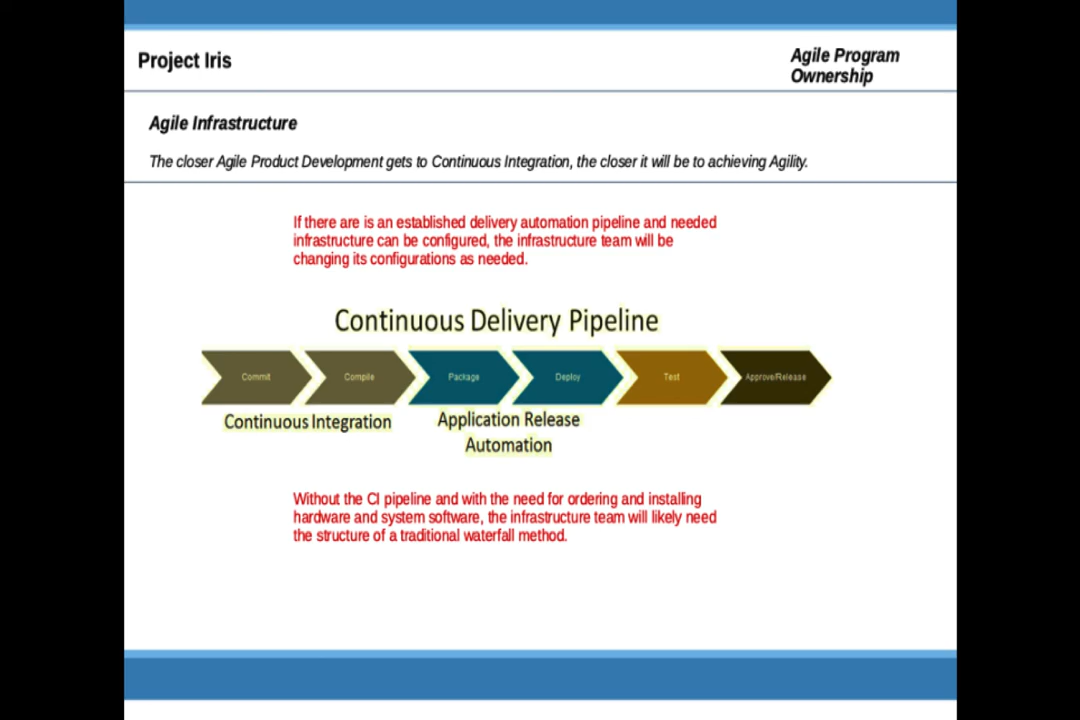 Project Iris
Agile Program
Ownership
Agile Infrastructure
The closer Agile Product Development gets to Continuous Integration, the closer it will be to achieving Agility.
If there are is an established delivery automation pipeline and needed
infrastructure can be configured, the infrastructure team will be
changing its configurations as needed.
Continuous Delivery Pipeline
Commit
Compile
Package
Deploy
Test
Approve/Release
Continuous Integration
Application Release
Automation
Without the CI pipeline and with the need for ordering and installing
hardware and system software, the infrastructure team will likely need
the structure of a traditional waterfall method.